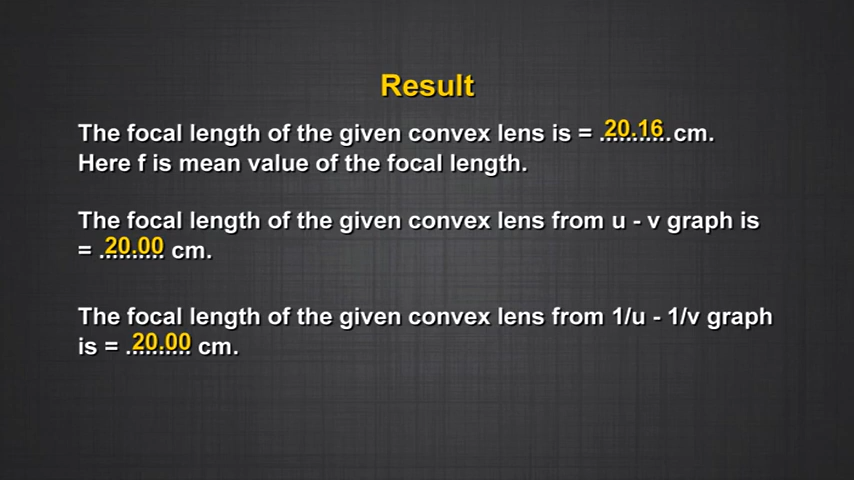 Result
The focal length of the given convex lens is = ..20.16..cm.
Here f is mean value of the focal length.
The focal length of the given convex lens from u - v graph is
= ..20.00.. cm.
The focal length of the given convex lens from 1/u - 1/v graph
is = ..20.00.. cm.